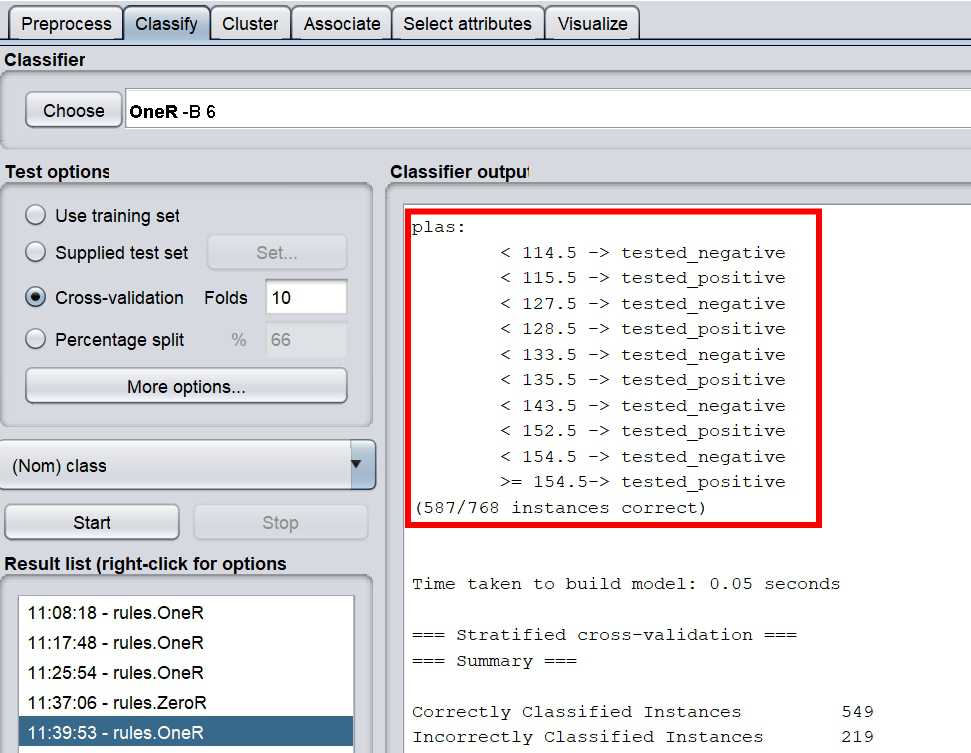 Preprocess Classify Cluster Associate Select attributes Visualize
Classifier
Choose OneR -B 6
Test options
Use training set
Supplied test set Set...
Cross-validation Folds 10
Percentage split % 66
More options...
(Nom) class
Start Stop
Result list (right-click for options
11:08:18 - rules.OneR
11:17:48 - rules.OneR
11:25:54 - rules.OneR
11:37:06 - rules.ZeroR
11:39:53 - rules.OneR
Classifier output
plas:
< 114.5 -> tested_negative
< 115.5 -> tested_positive
< 127.5 -> tested_negative
< 128.5 -> tested_positive
< 133.5 -> tested_negative
< 135.5 -> tested_positive
< 143.5 -> tested_negative
< 152.5 -> tested_positive
< 154.5 -> tested_negative
>= 154.5-> tested_positive
(587/768 instances correct)
Time taken to build model: 0.05 seconds
=== Stratified cross-validation ===
=== Summary ===
Correctly Classified Instances 549
Incorrectly Classified Instances 219